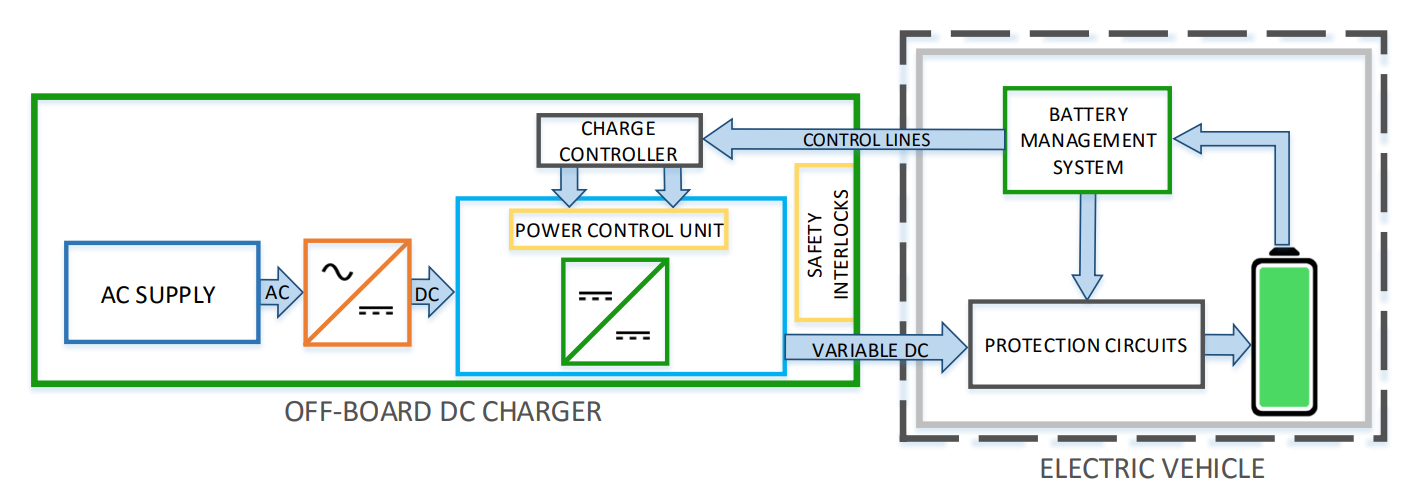 CHARGE
CONTROLLER
CONTROL LINES
BATTERY
MANAGEMENT
SYSTEM
POWER CONTROL UNIT
SAFETY
INTERLOCKS
AC SUPPLY
AC
DC
VARIABLE DC
PROTECTION CIRCUITS
OFF-BOARD DC CHARGER
ELECTRIC VEHICLE